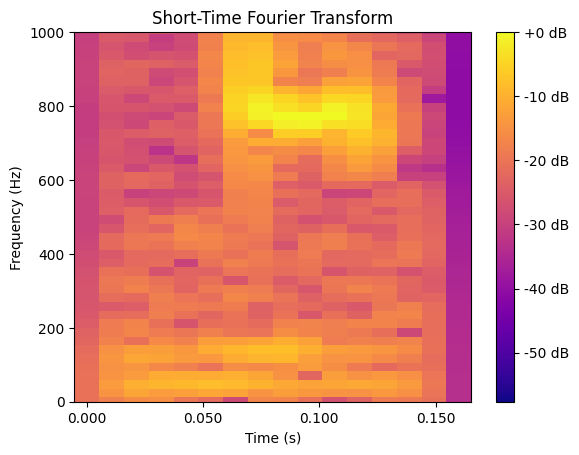 Short-Time Fourier Transform
1000
800
600
400
200
0
Frequency (Hz)
0.000
0.050
0.100
0.150
Time (s)
+0 dB
-10 dB
-20 dB
-30 dB
-40 dB
-50 dB